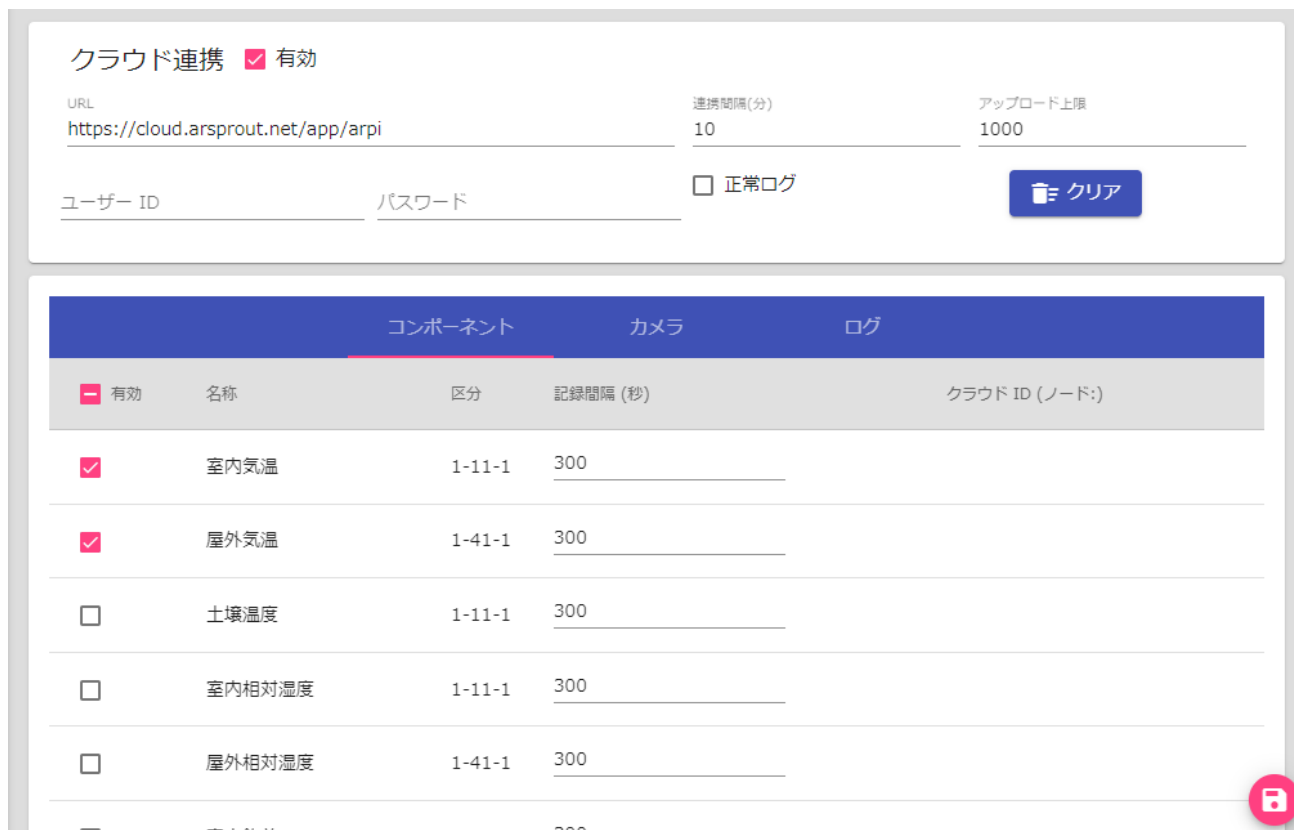 クラウド連携 有効
URL 連携間隔(分) アップロード上限
https://cloud.arsprout.net/app/arpi 10 1000
正常ログ クリア
ユーザー ID パスワード
コンポーネント カメラ ログ
有効 名称 区分 記録間隔 (秒) クラウド ID (ノード:)
室内気温 1-11-1 300
屋外気温 1-41-1 300
土壌温度 1-11-1 300
室内相対湿度 1-11-1 300
屋外相対湿度 1-41-1 300